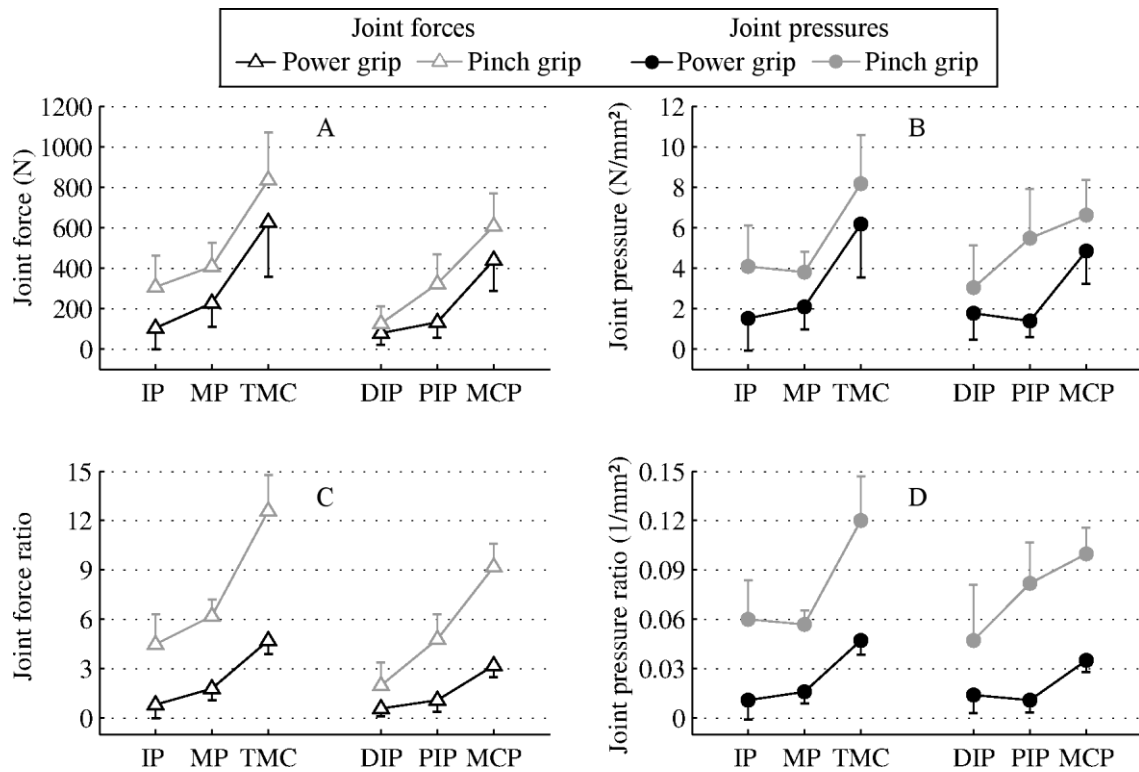 Joint forces Joint pressures
Power grip Pinch grip Power grip Pinch grip
A
Joint force (N)
1200
1000
800
600
400
200
0
IP MP TMC DIP PIP MCP
B
Joint pressure (N/mm²)
12
10
8
6
4
2
0
IP MP TMC DIP PIP MCP
C
Joint force ratio
15
12
9
6
3
0
IP MP TMC DIP PIP MCP
D
Joint pressure ratio (1/mm²)
0.15
0.12
0.09
0.06
0.03
0
IP MP TMC DIP PIP MCP